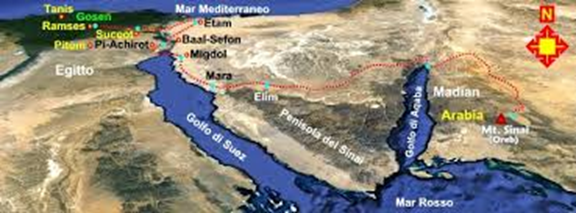 Tanis
Gosen
Ramses
Succot
Pitom
Pi-Achirot
Mar Mediterraneo
Etam
Baal-Sefon
Migdol
Egitto
Mara
Elim
Golfo di Suez
Penisola del Sinai
Golfo di Aqaba
Madian
Arabia
Mt. Sinai
(Oreb)
Mar Rosso
N